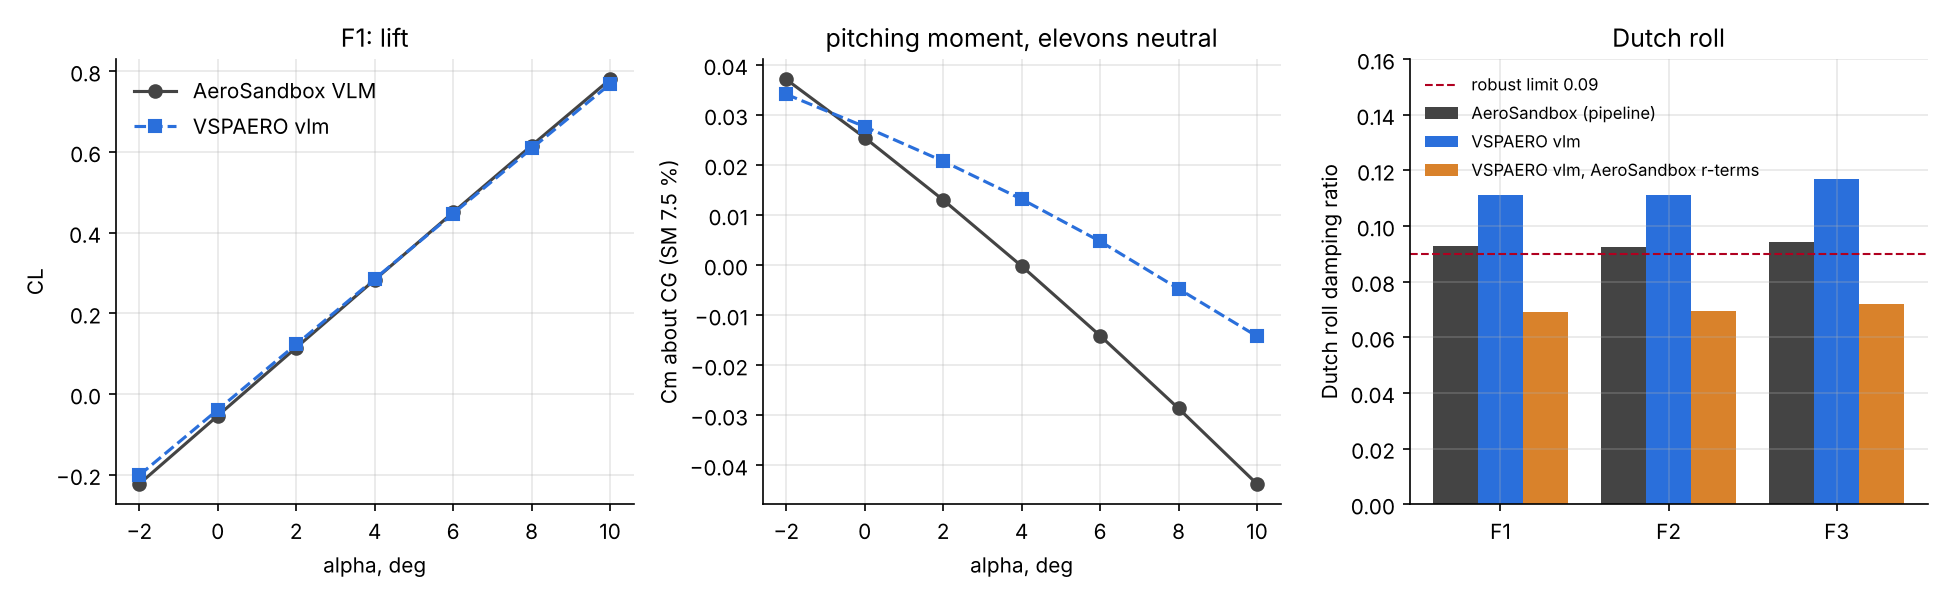 F1: lift
AeroSandbox VLM
VSPAERO vlm
CL
0.8
0.6
0.4
0.2
0.0
−0.2
−2
0
2
4
6
8
10
alpha, deg
pitching moment, elevons neutral
Cm about CG (SM 7.5 %)
0.04
0.03
0.02
0.01
0.00
−0.01
−0.02
−0.03
−0.04
−2
0
2
4
6
8
10
alpha, deg
Dutch roll
robust limit 0.09
AeroSandbox (pipeline)
VSPAERO vlm
VSPAERO vlm, AeroSandbox r-terms
Dutch roll damping ratio
0.16
0.14
0.12
0.10
0.08
0.06
0.04
0.02
0.00
F1
F2
F3